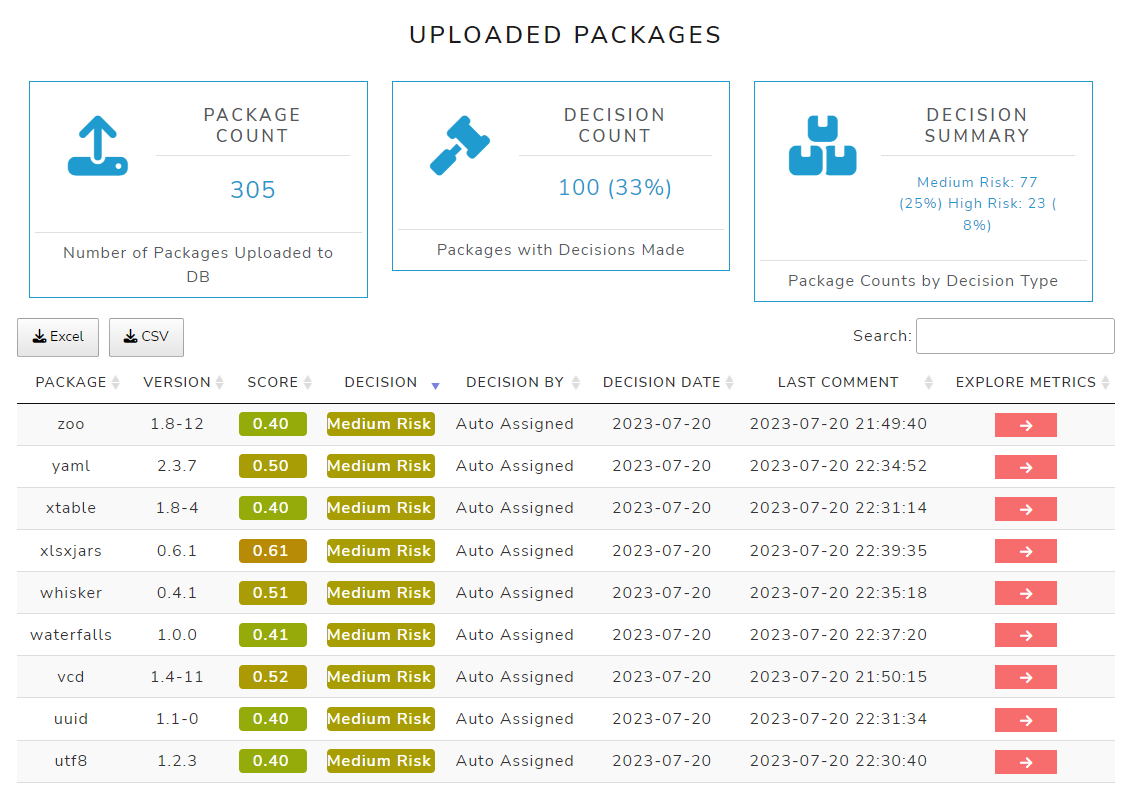 UPLOADED PACKAGES
PACKAGE
COUNT
305
Number of Packages Uploaded to
DB
DECISION
COUNT
100 (33%)
Packages with Decisions Made
DECISION
SUMMARY
Medium Risk: 77
(25%) High Risk: 23 (
8%)
Package Counts by Decision Type
Excel CSV Search:
PACKAGE VERSION SCORE DECISION DECISION BY DECISION DATE LAST COMMENT EXPLORE METRICS
zoo 1.8-12 0.40 Medium Risk Auto Assigned 2023-07-20 2023-07-20 21:49:40
yaml 2.3.7 0.50 Medium Risk Auto Assigned 2023-07-20 2023-07-20 22:34:52
xtable 1.8-4 0.40 Medium Risk Auto Assigned 2023-07-20 2023-07-20 22:31:14
xlsxjars 0.6.1 0.61 Medium Risk Auto Assigned 2023-07-20 2023-07-20 22:39:35
whisker 0.4.1 0.51 Medium Risk Auto Assigned 2023-07-20 2023-07-20 22:35:18
waterfalls 1.0.0 0.41 Medium Risk Auto Assigned 2023-07-20 2023-07-20 22:37:20
vcd 1.4-11 0.52 Medium Risk Auto Assigned 2023-07-20 2023-07-20 21:50:15
uuid 1.1-0 0.40 Medium Risk Auto Assigned 2023-07-20 2023-07-20 22:31:34
utf8 1.2.3 0.40 Medium Risk Auto Assigned 2023-07-20 2023-07-20 22:30:40